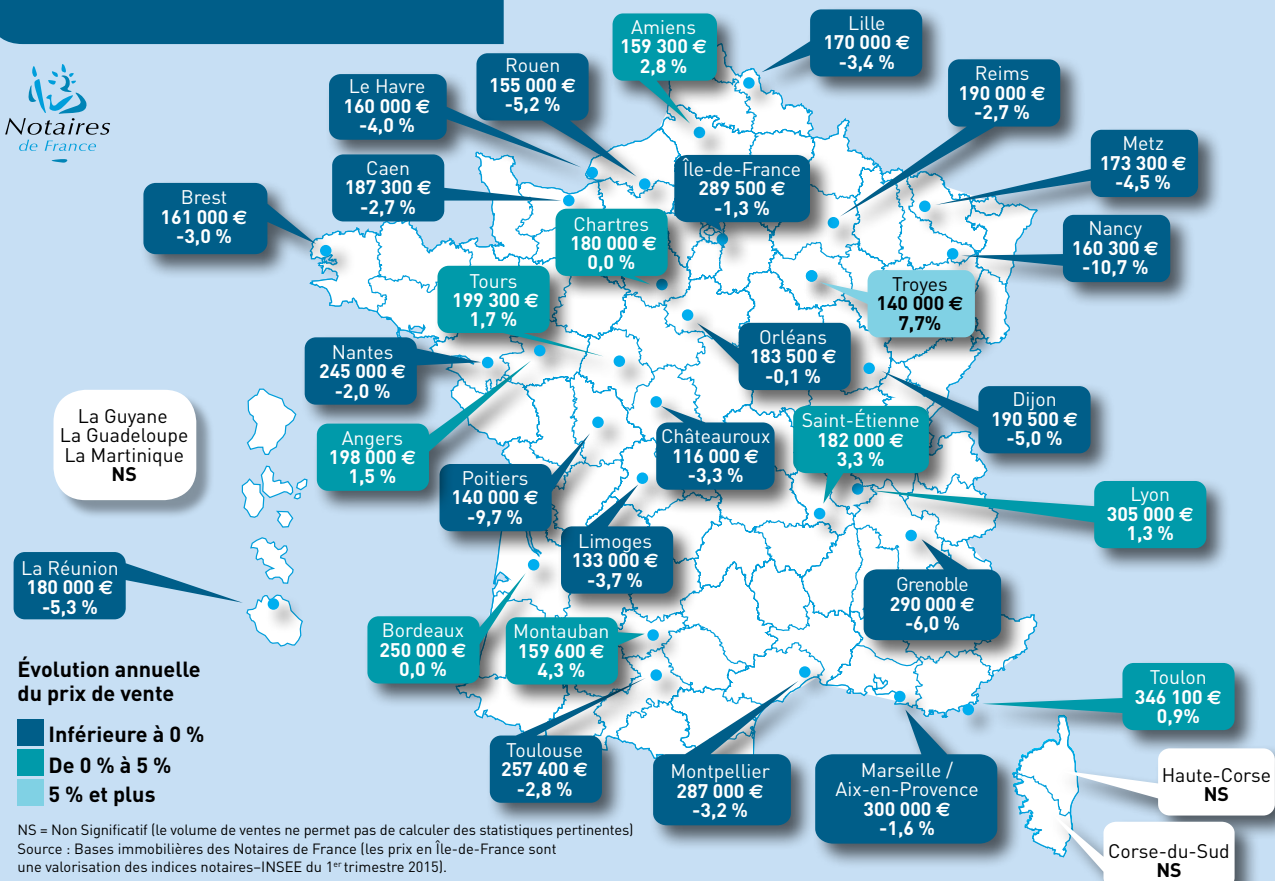 Notaires
de France
Amiens
159 300 €
2,8 %
Lille
170 000 €
-3,4 %
Rouen
155 000 €
-5,2 %
Le Havre
160 000 €
-4,0 %
Reims
190 000 €
-2,7 %
Metz
173 300 €
-4,5 %
Caen
187 300 €
-2,7 %
Île-de-France
289 500 €
-1,3 %
Brest
161 000 €
-3,0 %
Chartres
180 000 €
0,0 %
Nancy
160 300 €
-10,7 %
Tours
199 300 €
1,7 %
Troyes
140 000 €
7,7%
Nantes
245 000 €
-2,0 %
Orléans
183 500 €
-0,1 %
Dijon
190 500 €
-5,0 %
La Guyane
La Guadeloupe
La Martinique
NS
Angers
198 000 €
1,5 %
Châteauroux
116 000 €
-3,3 %
Saint-Étienne
182 000 €
3,3 %
Poitiers
140 000 €
-9,7 %
Lyon
305 000 €
1,3 %
Limoges
133 000 €
-3,7 %
La Réunion
180 000 €
-5,3 %
Grenoble
290 000 €
-6,0 %
Bordeaux
250 000 €
0,0 %
Montauban
159 600 €
4,3 %
Toulon
346 100 €
0,9%
Toulouse
257 400 €
-2,8 %
Montpellier
287 000 €
-3,2 %
Marseille /
Aix-en-Provence
300 000 €
-1,6 %
Haute-Corse
NS
Corse-du-Sud
NS
Évolution annuelle
du prix de vente
Inférieure à 0 %
De 0 % à 5 %
5 % et plus
NS = Non Significatif (le volume de ventes ne permet pas de calculer des statistiques pertinentes)
Source : Bases immobilières des Notaires de France (les prix en Île-de-France sont
une valorisation des indices notaires–INSEE du 1er trimestre 2015).